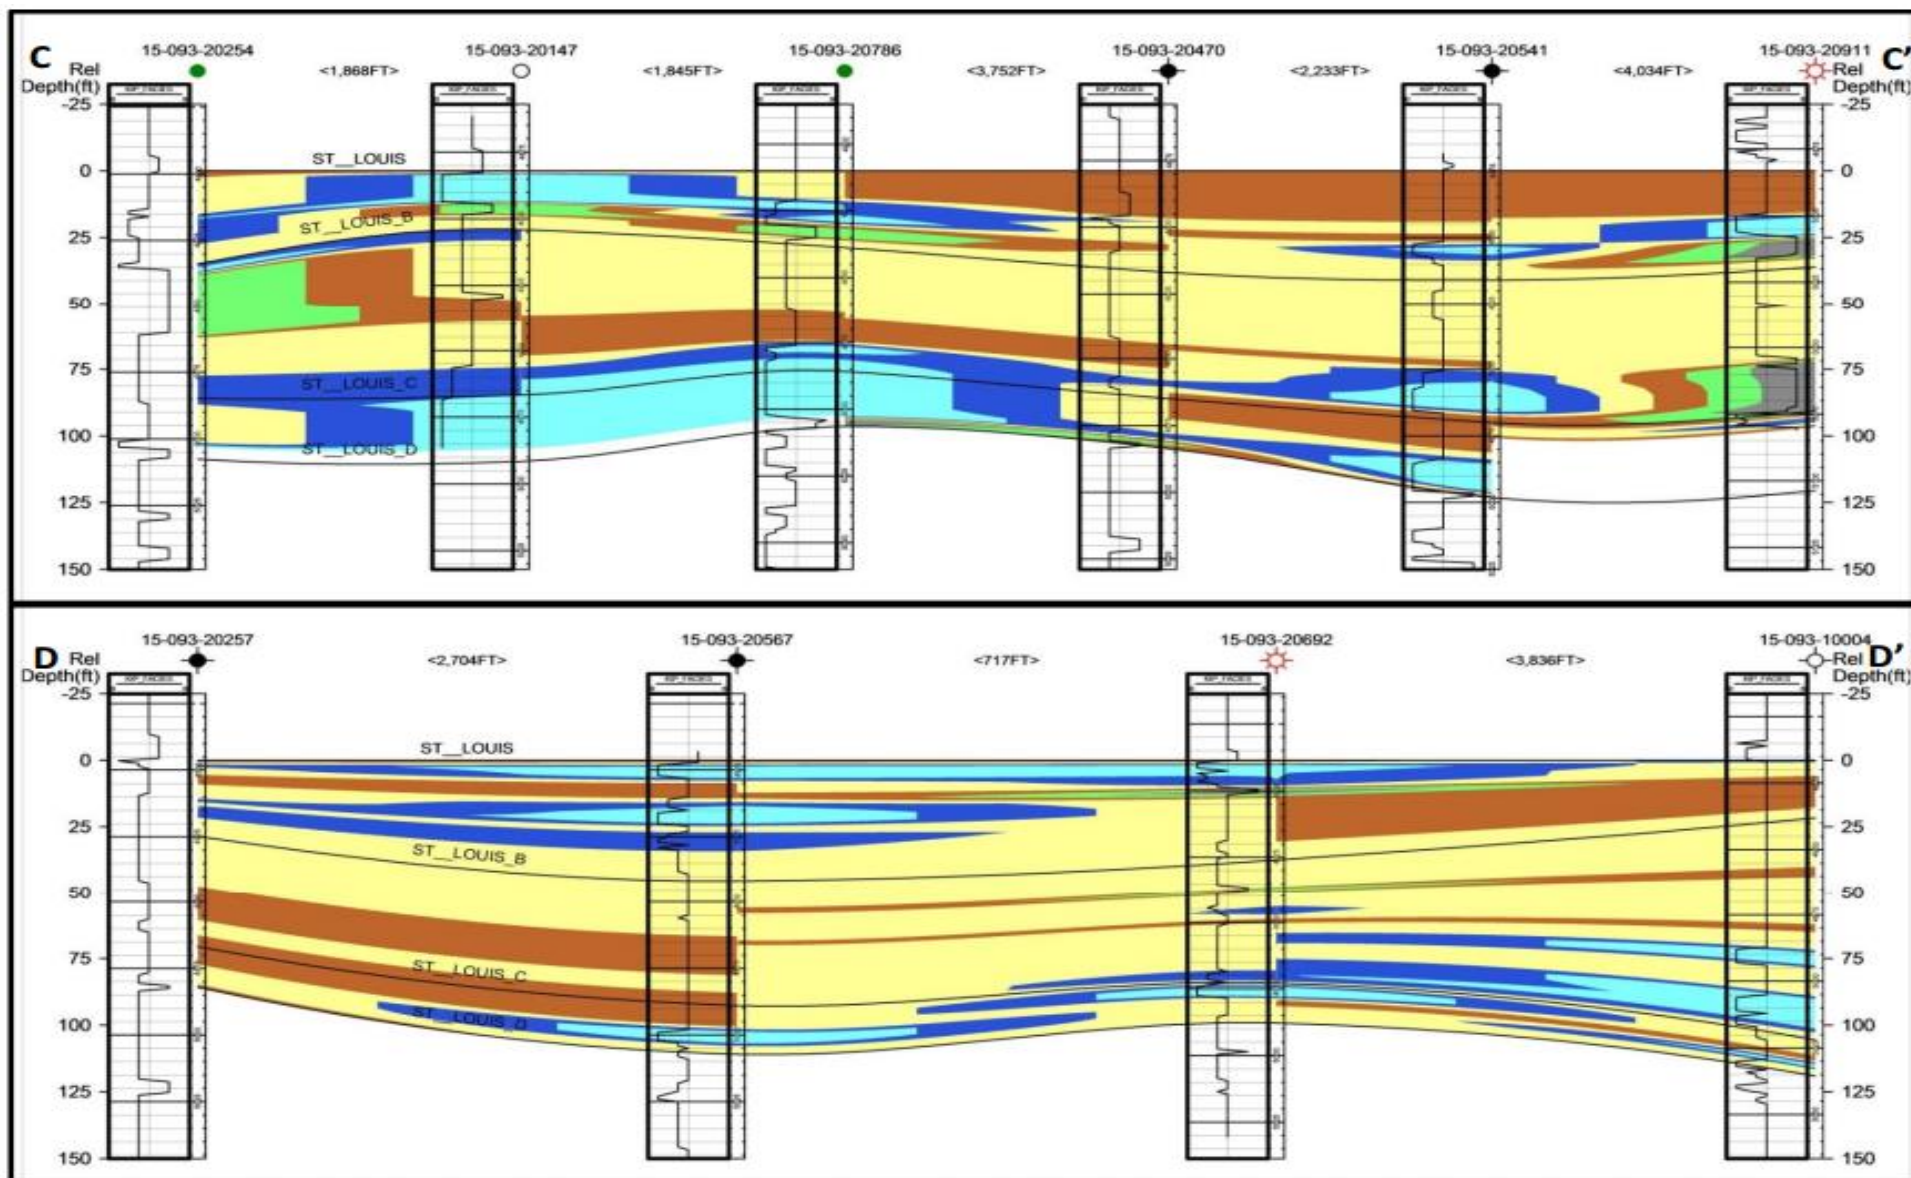 15-093-20254 15-093-20147 15-093-20786 15-093-20470 15-093-20541 15-093-20911
C C'
Rel <1,868FT> <1,845FT> <3,752FT> <2,233FT> <4,034FT> Rel
Depth(ft) Depth(ft)
-25 -25
ST__LOUIS
0 0
ST__LOUIS_B
25 25
50 50
75 75
ST__LOUIS_C
100 100
ST__LOUIS_D
125 125
150 150
15-093-20257 15-093-20567 15-093-20692 15-093-10004
D Rel <2,704FT> <717FT> <3,836FT> Rel D'
Depth(ft) Depth(ft)
-25 -25
ST__LOUIS
0 0
25 25
ST__LOUIS_B
50 50
75 75
ST__LOUIS_C
100 100
ST__LOUIS_D
125 125
150 150